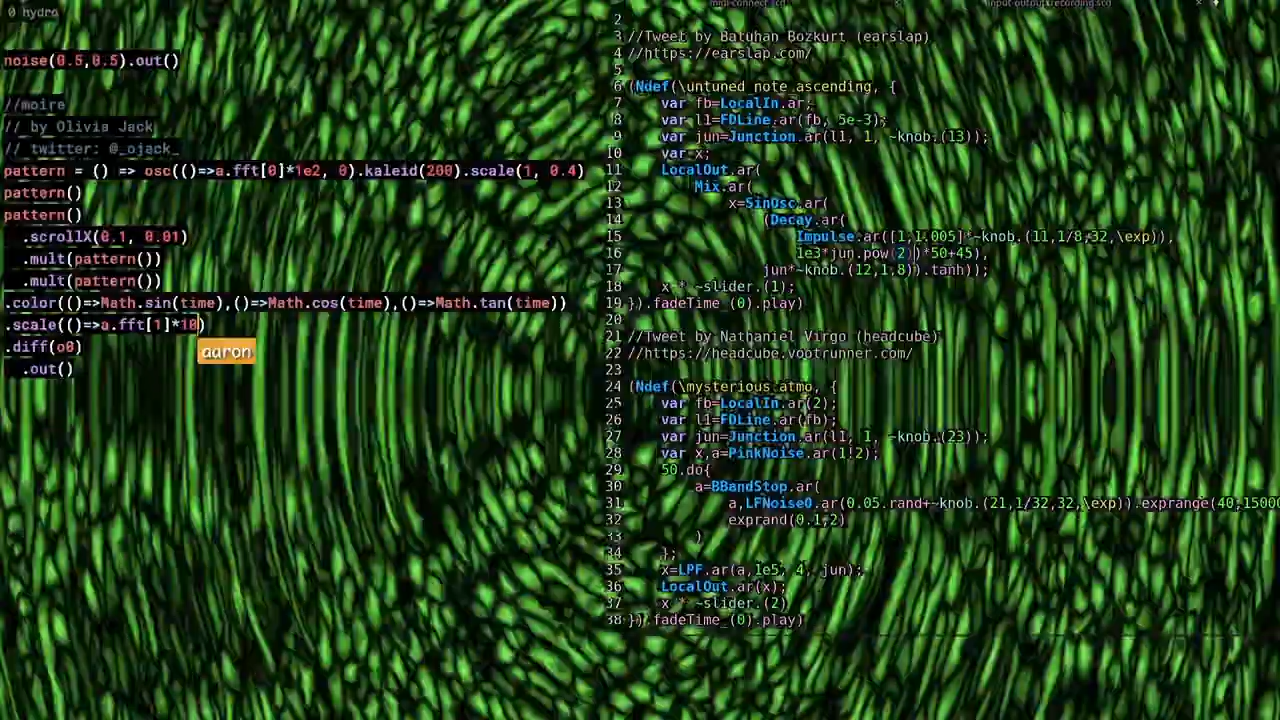 0 hydra
noise(0.5,0.5).out()
//moire
// by Olivia Jack
// twitter: @_ojack_
pattern = () => osc(()=>a.fft[0]*1e2, 0).kaleid(200).scale(1, 0.4)
pattern()
pattern()
.scrollX(0.1, 0.01)
.mult(pattern())
.mult(pattern())
.color(()=>Math.sin(time),()=>Math.cos(time),()=>Math.tan(time))
.scale(()=>a.fft[1]*10)
.diff(o0)
.out()
aaron
midi-connect.scd
input-output-recording.scd
2
3 //Tweet by Batuhan Bozkurt (earslap)
4 //https://earslap.com/
5
6 (Ndef(\untuned_note_ascending, {
7 var fb=LocalIn.ar;
8 var l1=FDLine.ar(fb, 5e-3);
9 var jun=Junction.ar(l1, 1, ~knob.(13));
10 var x;
11 LocalOut.ar(
12 Mix.ar(
13 x=SinOsc.ar(
14 (Decay.ar(
15 Impulse.ar([1,1.005]*~knob.(11,1/8,32,\exp)),
16 1e3*jun.pow(2))*50+45),
17 jun*~knob.(12,1,8)).tanh));
18 x * ~slider.(1);
19 }).fadeTime_(0).play)
20
21 //Tweet by Nathaniel Virgo (headcube)
22 //https://headcube.vootrunner.com/
23
24 (Ndef(\mysterious_atmo, {
25 var fb=LocalIn.ar(2);
26 var l1=FDLine.ar(fb);
27 var jun=Junction.ar(l1, 1, ~knob.(23));
28 var x,a=PinkNoise.ar(1!2);
29 50.do{
30 a=BBandStop.ar(
31 a,LFNoise0.ar(0.05.rand+~knob.(21,1/32,32,\exp)).exprange(40,15000
32 exprand(0.1,2)
33 )
34 };
35 x=LPF.ar(a,1e5, 4, jun);
36 LocalOut.ar(x);
37 x * ~slider.(2)
38 }).fadeTime_(0).play)